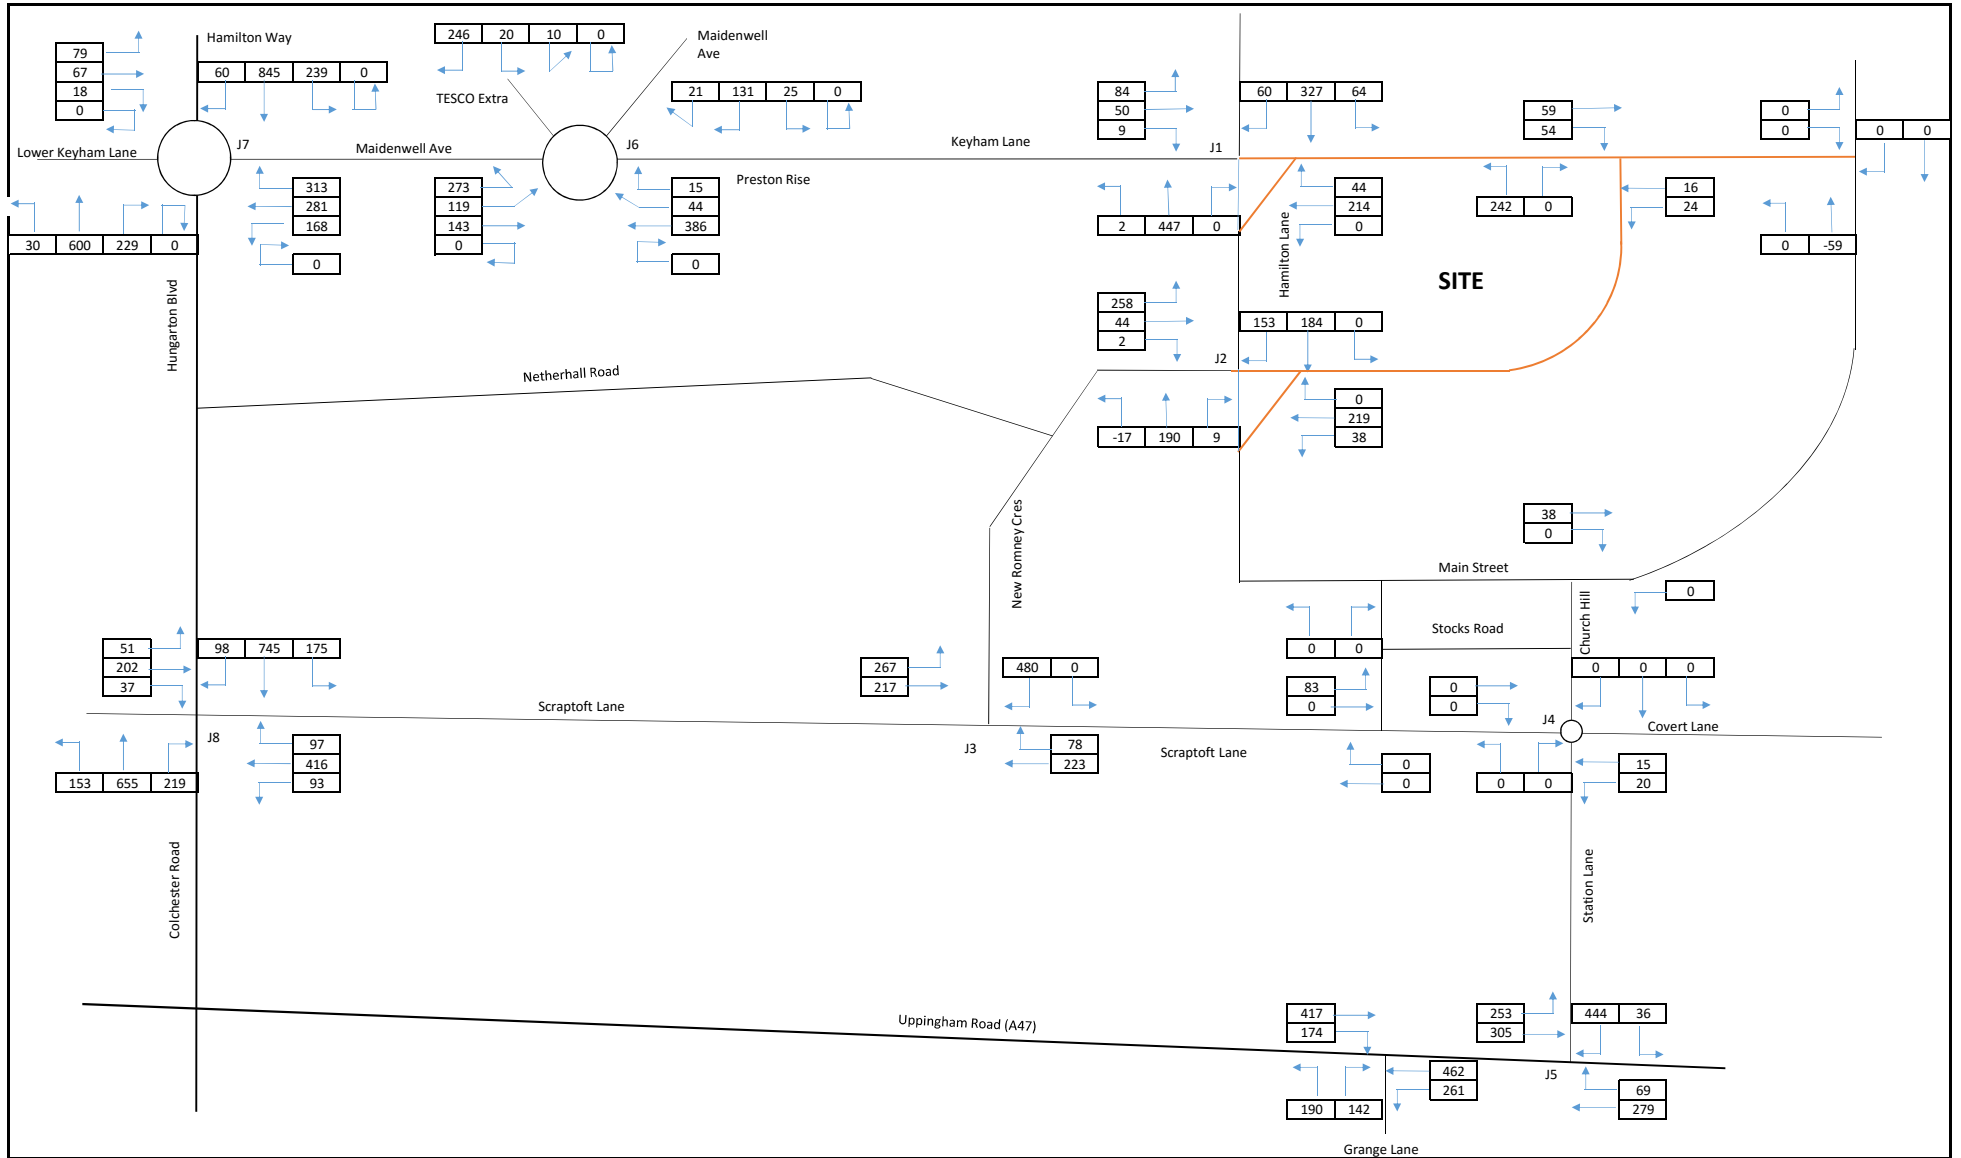 Hamilton Way
79
67
18
0
60 845 239 0
246 20 10 0
Maidenwell
Ave
TESCO Extra
21 131 25 0
84
50
9
60 327 64
59
54
0
0
0 0
Lower Keyham Lane
J7
Maidenwell Ave
J6
Keyham Lane
J1
Preston Rise
313
281
168
0
30 600 229 0
273
119
143
0
15
44
386
0
2 447 0
44
214
0
242 0
16
24
0 -59
Hungarton Blvd
Hamilton Lane
SITE
258
44
2
153 184 0
J2
Netherhall Road
0
219
38
-17 190 9
New Romney Cres
38
0
Main Street
0
Church Hill
Stocks Road
0 0
51
202
37
98 745 175
267
217
480 0
83
0
0
0
0 0 0
Scraptoft Lane
J8
J3
Scraptoft Lane
J4
Covert Lane
97
416
93
153 655 219
78
223
0
0
0 0
15
20
Colchester Road
Station Lane
Uppingham Road (A47)
417
174
253
305
444 36
J5
462
261
190 142
69
279
Grange Lane